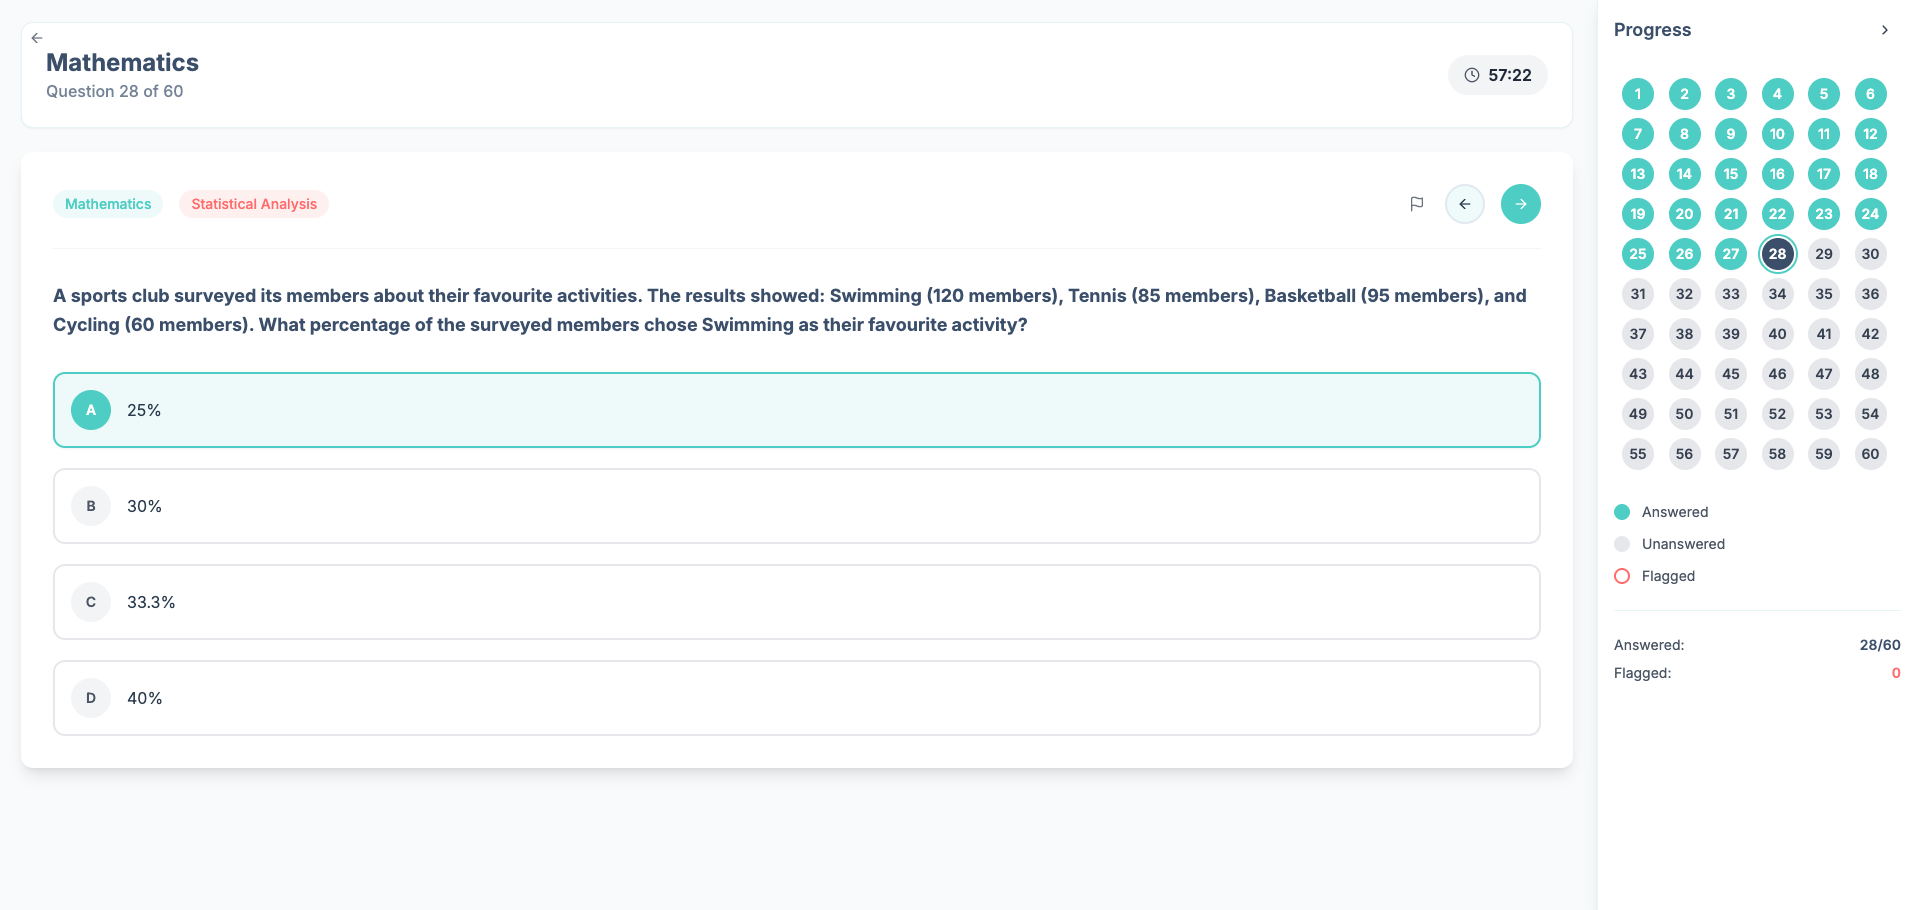 Mathematics
Question 28 of 60
57:22
Mathematics
Statistical Analysis
A sports club surveyed its members about their favourite activities. The results showed: Swimming (120 members), Tennis (85 members), Basketball (95 members), and
Cycling (60 members). What percentage of the surveyed members chose Swimming as their favourite activity?
A 25%
B 30%
C 33.3%
D 40%
Progress
1 2 3 4 5 6
7 8 9 10 11 12
13 14 15 16 17 18
19 20 21 22 23 24
25 26 27 28 29 30
31 32 33 34 35 36
37 38 39 40 41 42
43 44 45 46 47 48
49 50 51 52 53 54
55 56 57 58 59 60
Answered
Unanswered
Flagged
Answered: 28/60
Flagged: 0